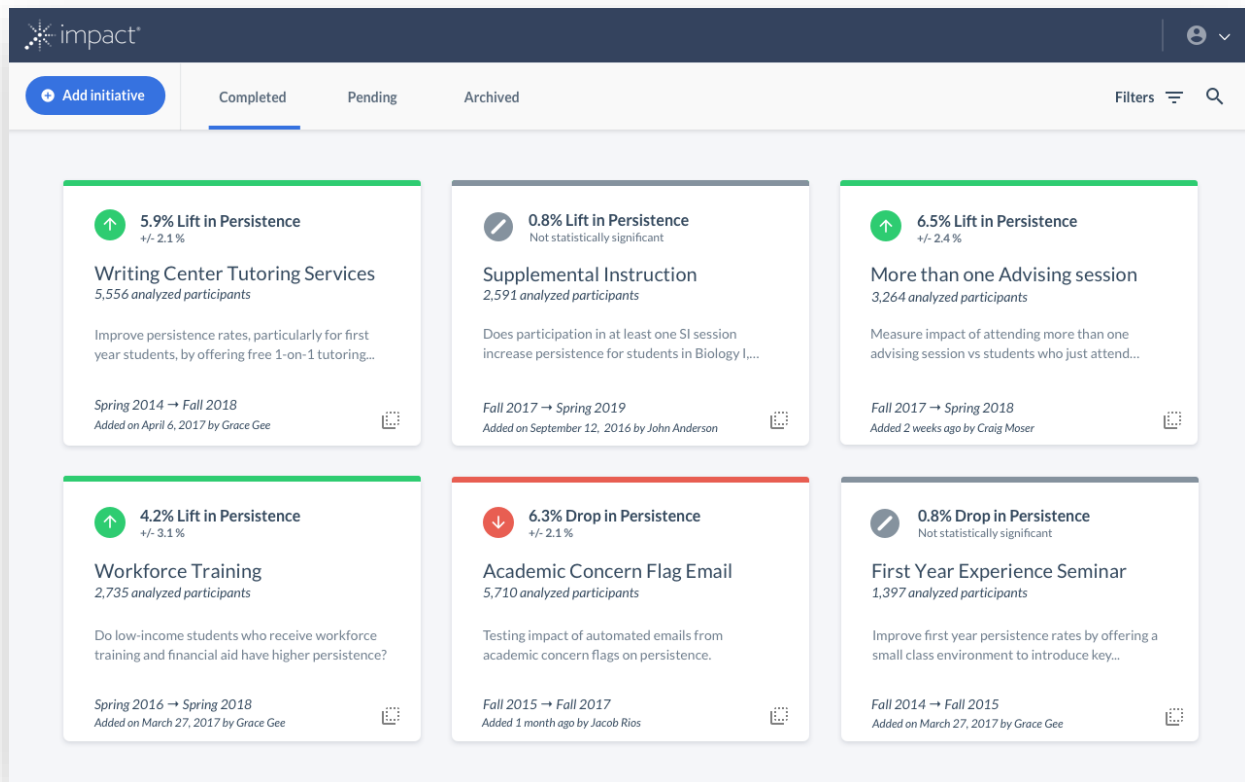 impact®
Add initiative
Completed
Pending
Archived
Filters
5.9% Lift in Persistence
+/- 2.1 %
Writing Center Tutoring Services
5,556 analyzed participants
Improve persistence rates, particularly for first
year students, by offering free 1-on-1 tutoring...
Spring 2014 → Fall 2018
Added on April 6, 2017 by Grace Gee
0.8% Lift in Persistence
Not statistically significant
Supplemental Instruction
2,591 analyzed participants
Does participation in at least one SI session
increase persistence for students in Biology I,...
Fall 2017 → Spring 2019
Added on September 12, 2016 by John Anderson
6.5% Lift in Persistence
+/- 2.4 %
More than one Advising session
3,264 analyzed participants
Measure impact of attending more than one
advising session vs students who just attend...
Fall 2017 → Spring 2018
Added 2 weeks ago by Craig Moser
4.2% Lift in Persistence
+/- 3.1 %
Workforce Training
2,735 analyzed participants
Do low-income students who receive workforce
training and financial aid have higher persistence?
Spring 2016 → Spring 2018
Added on March 27, 2017 by Grace Gee
6.3% Drop in Persistence
+/- 2.1 %
Academic Concern Flag Email
5,710 analyzed participants
Testing impact of automated emails from
academic concern flags on persistence.
Fall 2015 → Fall 2017
Added 1 month ago by Jacob Rios
0.8% Drop in Persistence
Not statistically significant
First Year Experience Seminar
1,397 analyzed participants
Improve first year persistence rates by offering a
small class environment to introduce key...
Fall 2014 → Fall 2015
Added on March 27, 2017 by Grace Gee